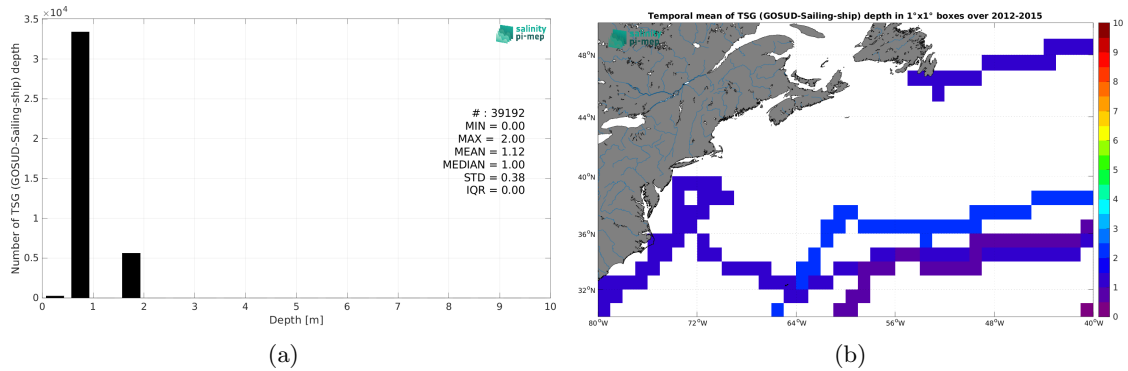 ×10⁴
3.5
3
2.5
2
1.5
1
0.5
0
Number of TSG (GOSUD-Sailing-ship) depth
salinity
pi-mep
# : 39192
MIN = 0.00
MAX = 2.00
MEAN = 1.12
MEDIAN = 1.00
STD = 0.38
IQR = 0.00
0 1 2 3 4 5 6 7 8 9 10
Depth [m]
(a)
Temporal mean of TSG (GOSUD-Sailing-ship) depth in 1°x1° boxes over 2012-2015
salinity
pi-mep
48°N
44°N
40°N
36°N
32°N
80°W 72°W 64°W 56°W 48°W 40°W
10
9
8
7
6
5
4
3
2
1
0
(b)